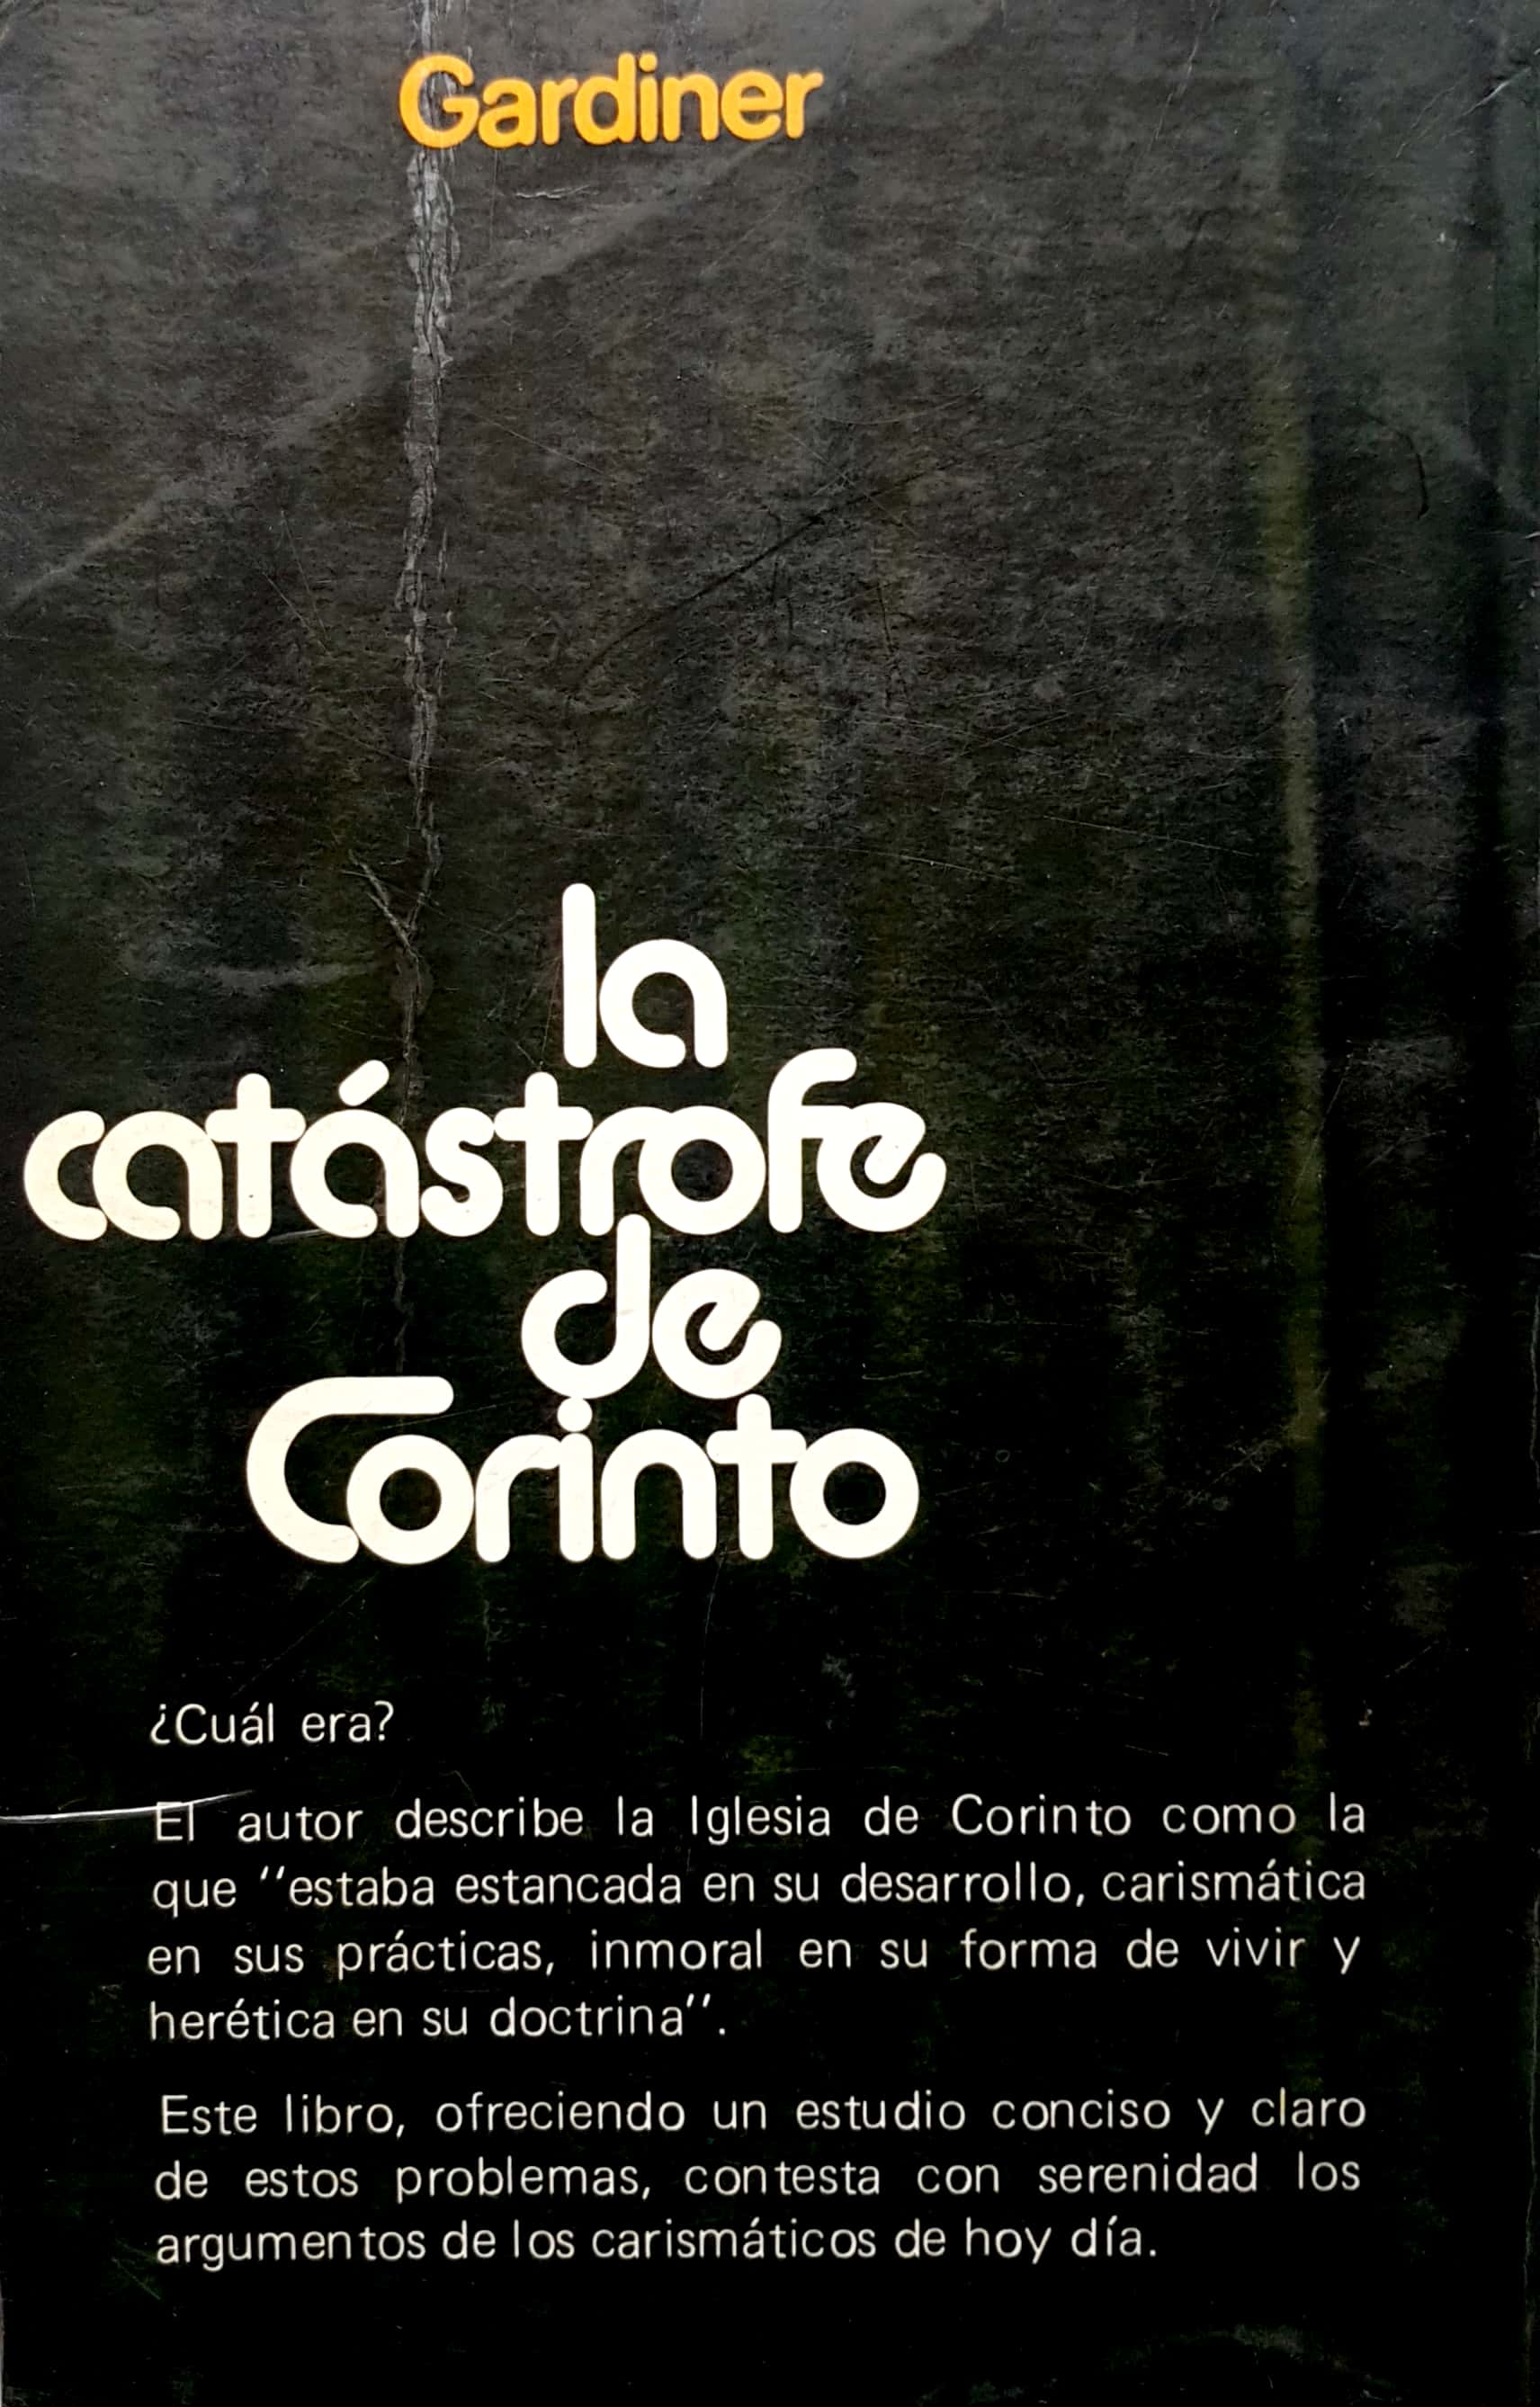 Gardiner
la
catástrofe
de
Corinto
¿Cuál era?
El autor describe la Iglesia de Corinto como la
que "estaba estancada en su desarrollo, carismática
en sus prácticas, inmoral en su forma de vivir y
herética en su doctrina".
Este libro, ofreciendo un estudio conciso y claro
de estos problemas, contesta con serenidad los
argumentos de los carismáticos de hoy día.